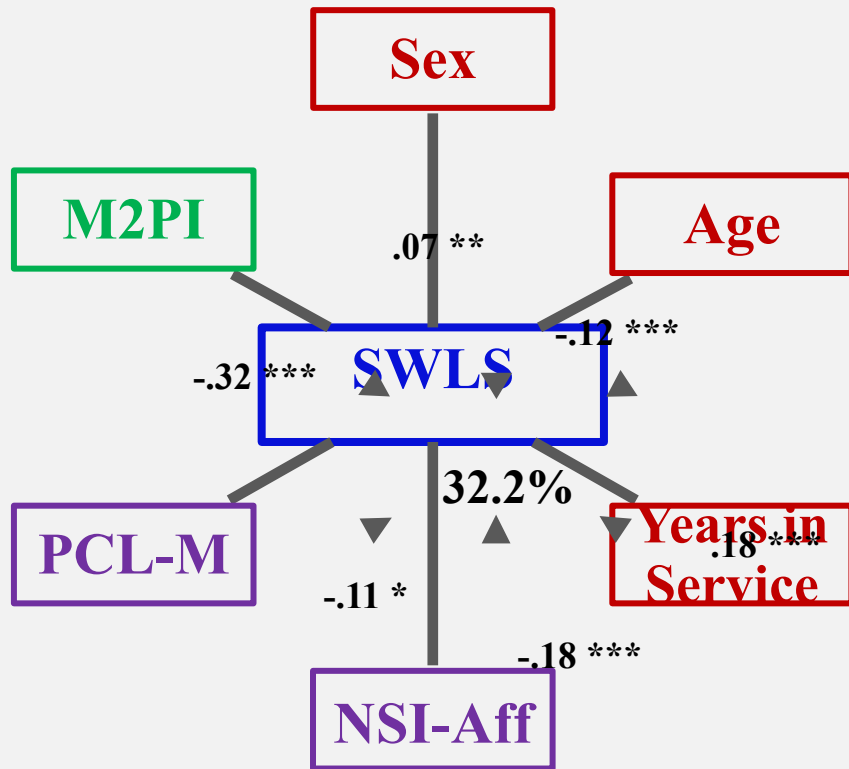 Sex
M2PI
Age
.07 **
-.12 ***
-.32 ***
SWLS
32.2%
PCL-M
Years in
Service
.18 ***
-.11 *
-.18 ***
NSI-Aff